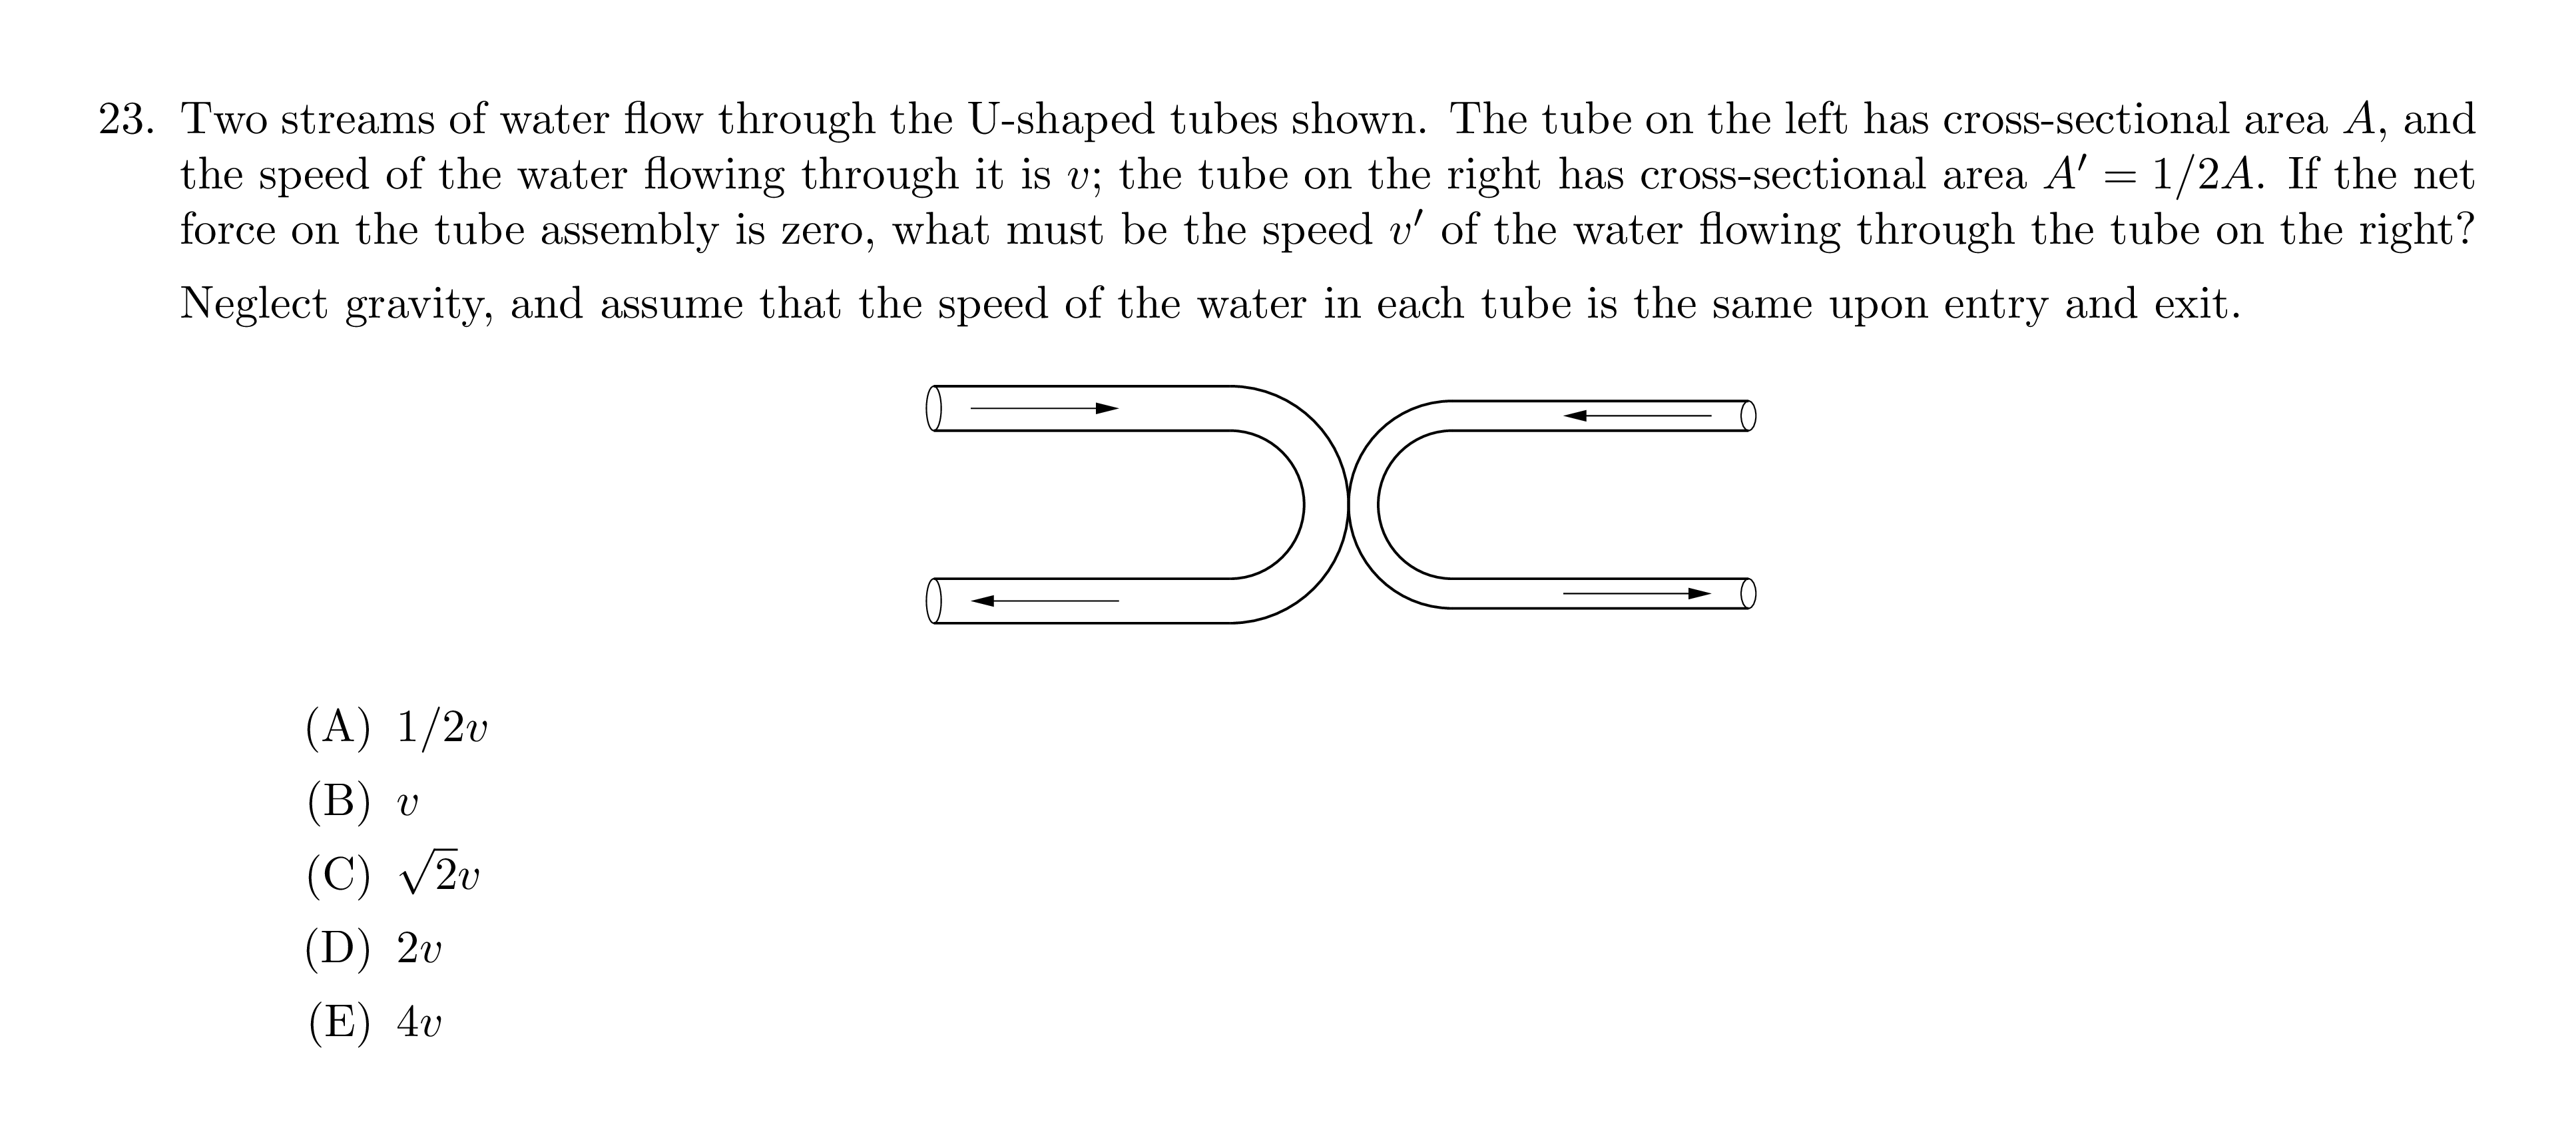 23. Two streams of water flow through the U-shaped tubes shown. The tube on the left has cross-sectional area A, and
the speed of the water flowing through it is v; the tube on the right has cross-sectional area A′ = 1/2A. If the net
force on the tube assembly is zero, what must be the speed v′ of the water flowing through the tube on the right?
Neglect gravity, and assume that the speed of the water in each tube is the same upon entry and exit.
(A) 1/2v
(B) v
(C) √2v
(D) 2v
(E) 4v